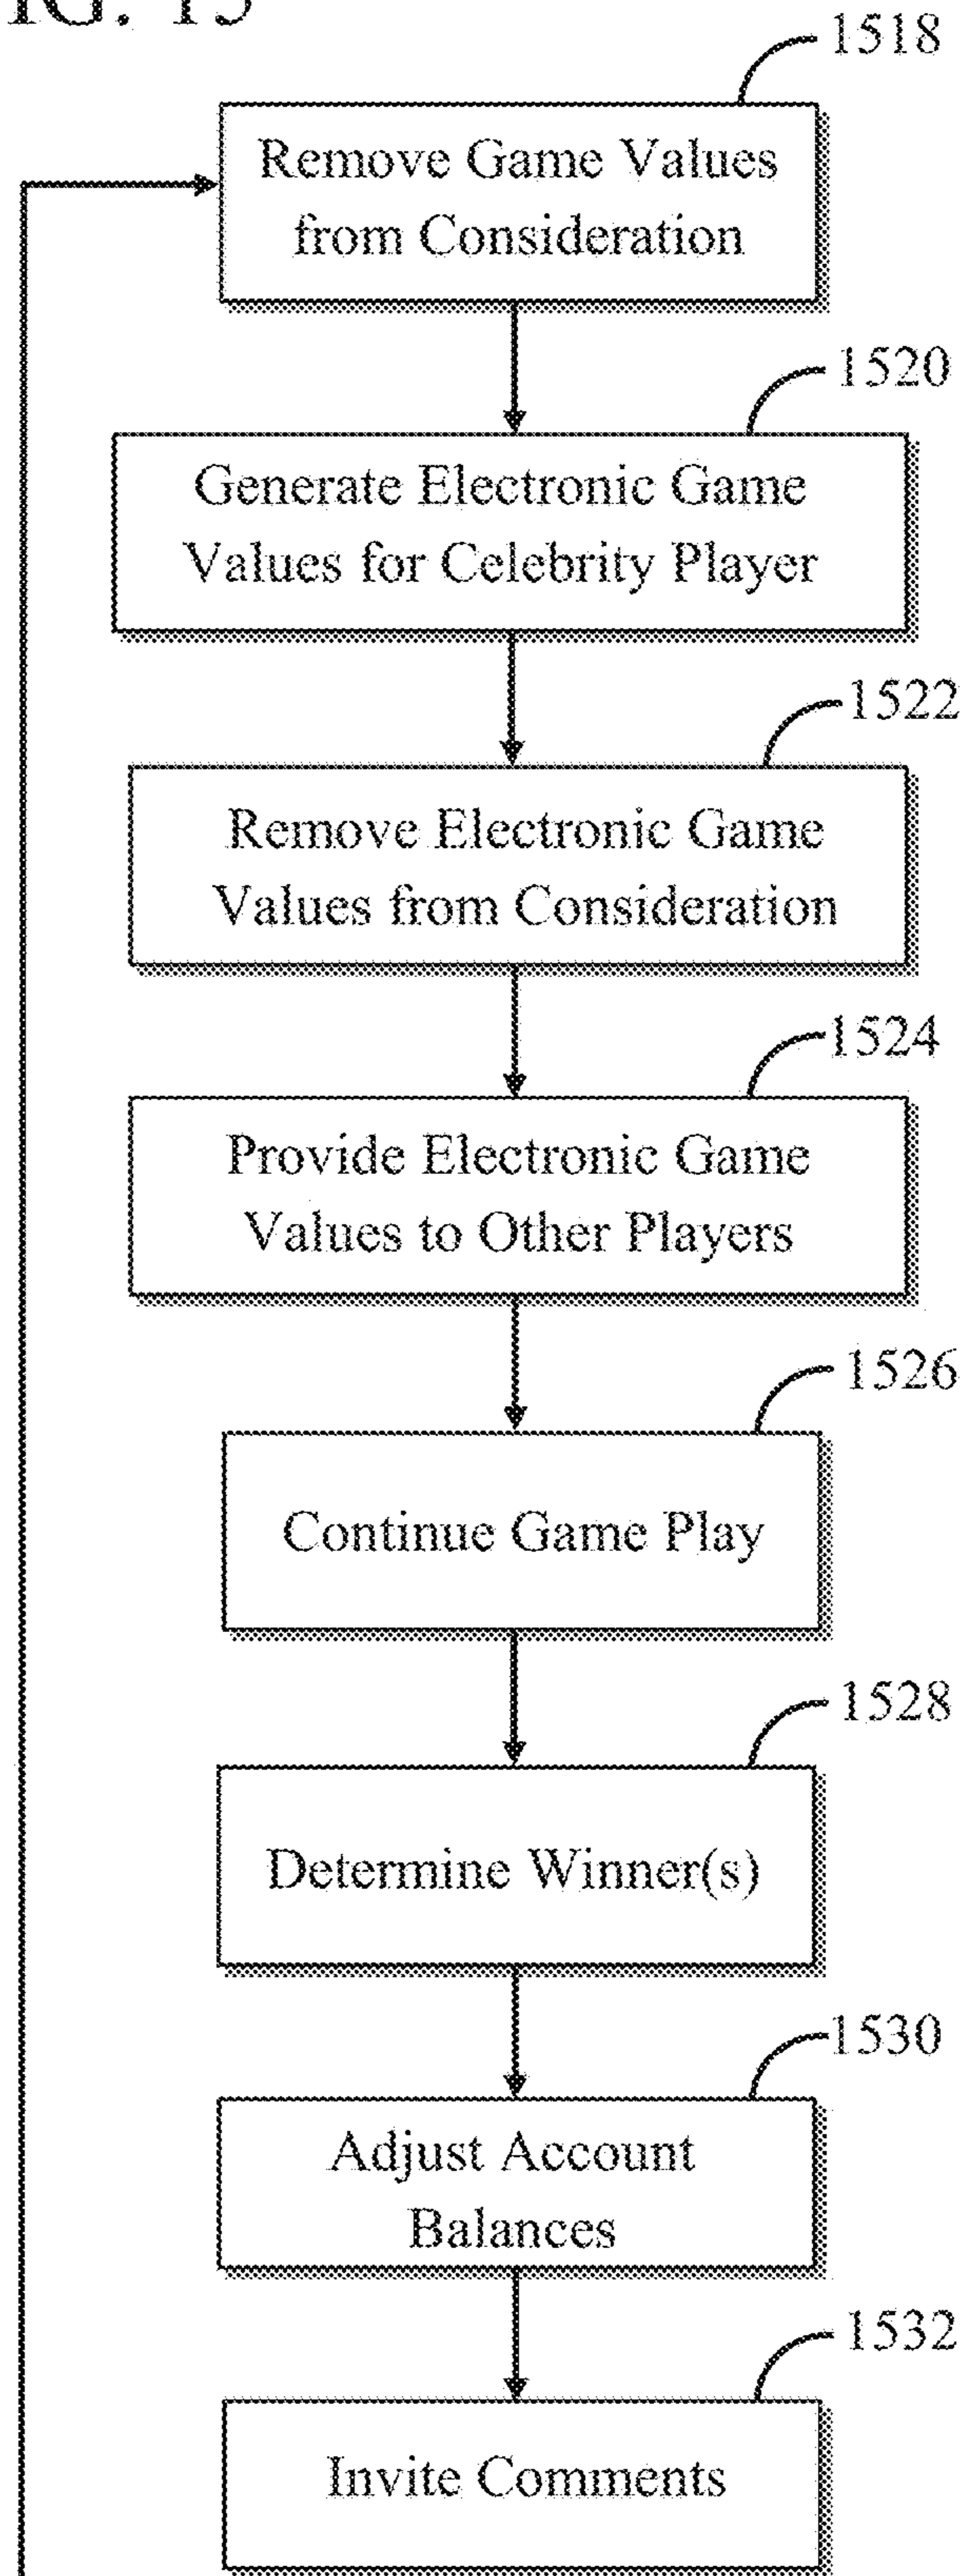 FIG. 15
1518
Remove Game Values
from Consideration
1520
Generate Electronic Game
Values for Celebrity Player
1522
Remove Electronic Game
Values from Consideration
1524
Provide Electronic Game
Values to Other Players
1526
Continue Game Play
1528
Determine Winner(s)
1530
Adjust Account
Balances
1532
Invite Comments